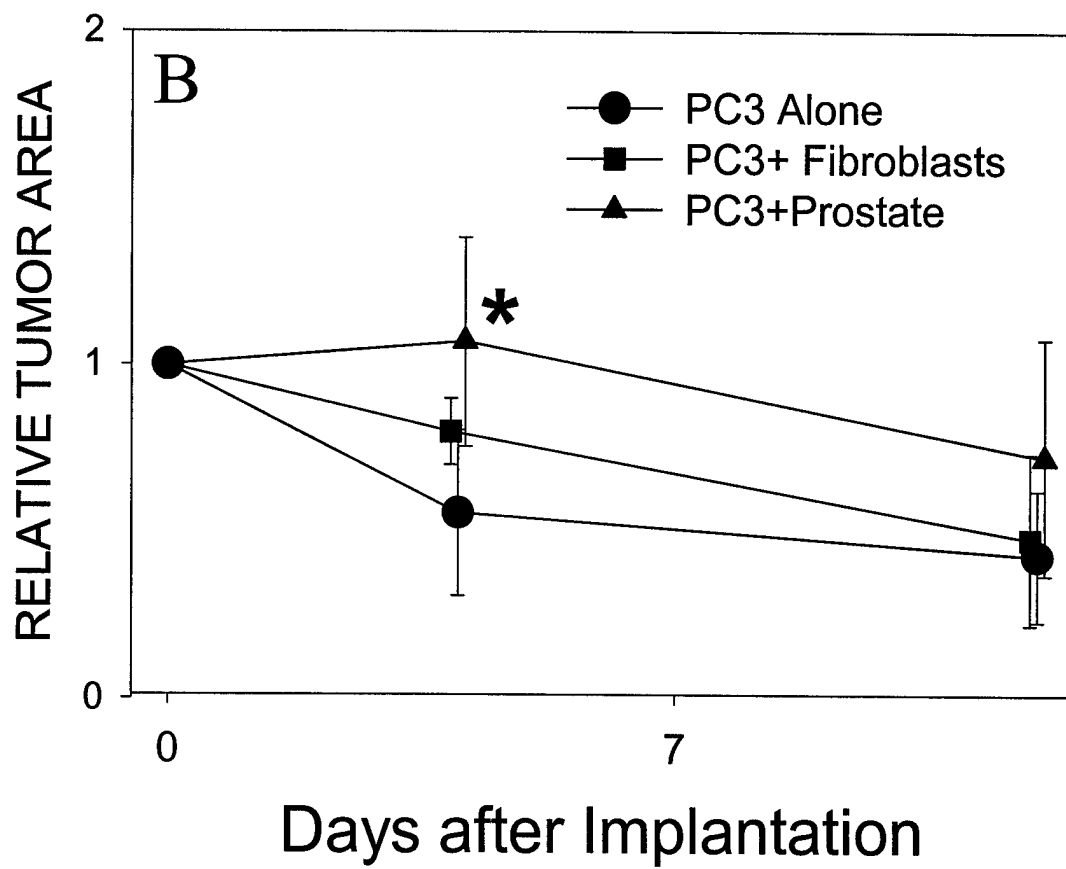 2
B
PC3 Alone
PC3+ Fibroblasts
PC3+Prostate
RELATIVE TUMOR AREA
*
1
0
0
7
Days after Implantation